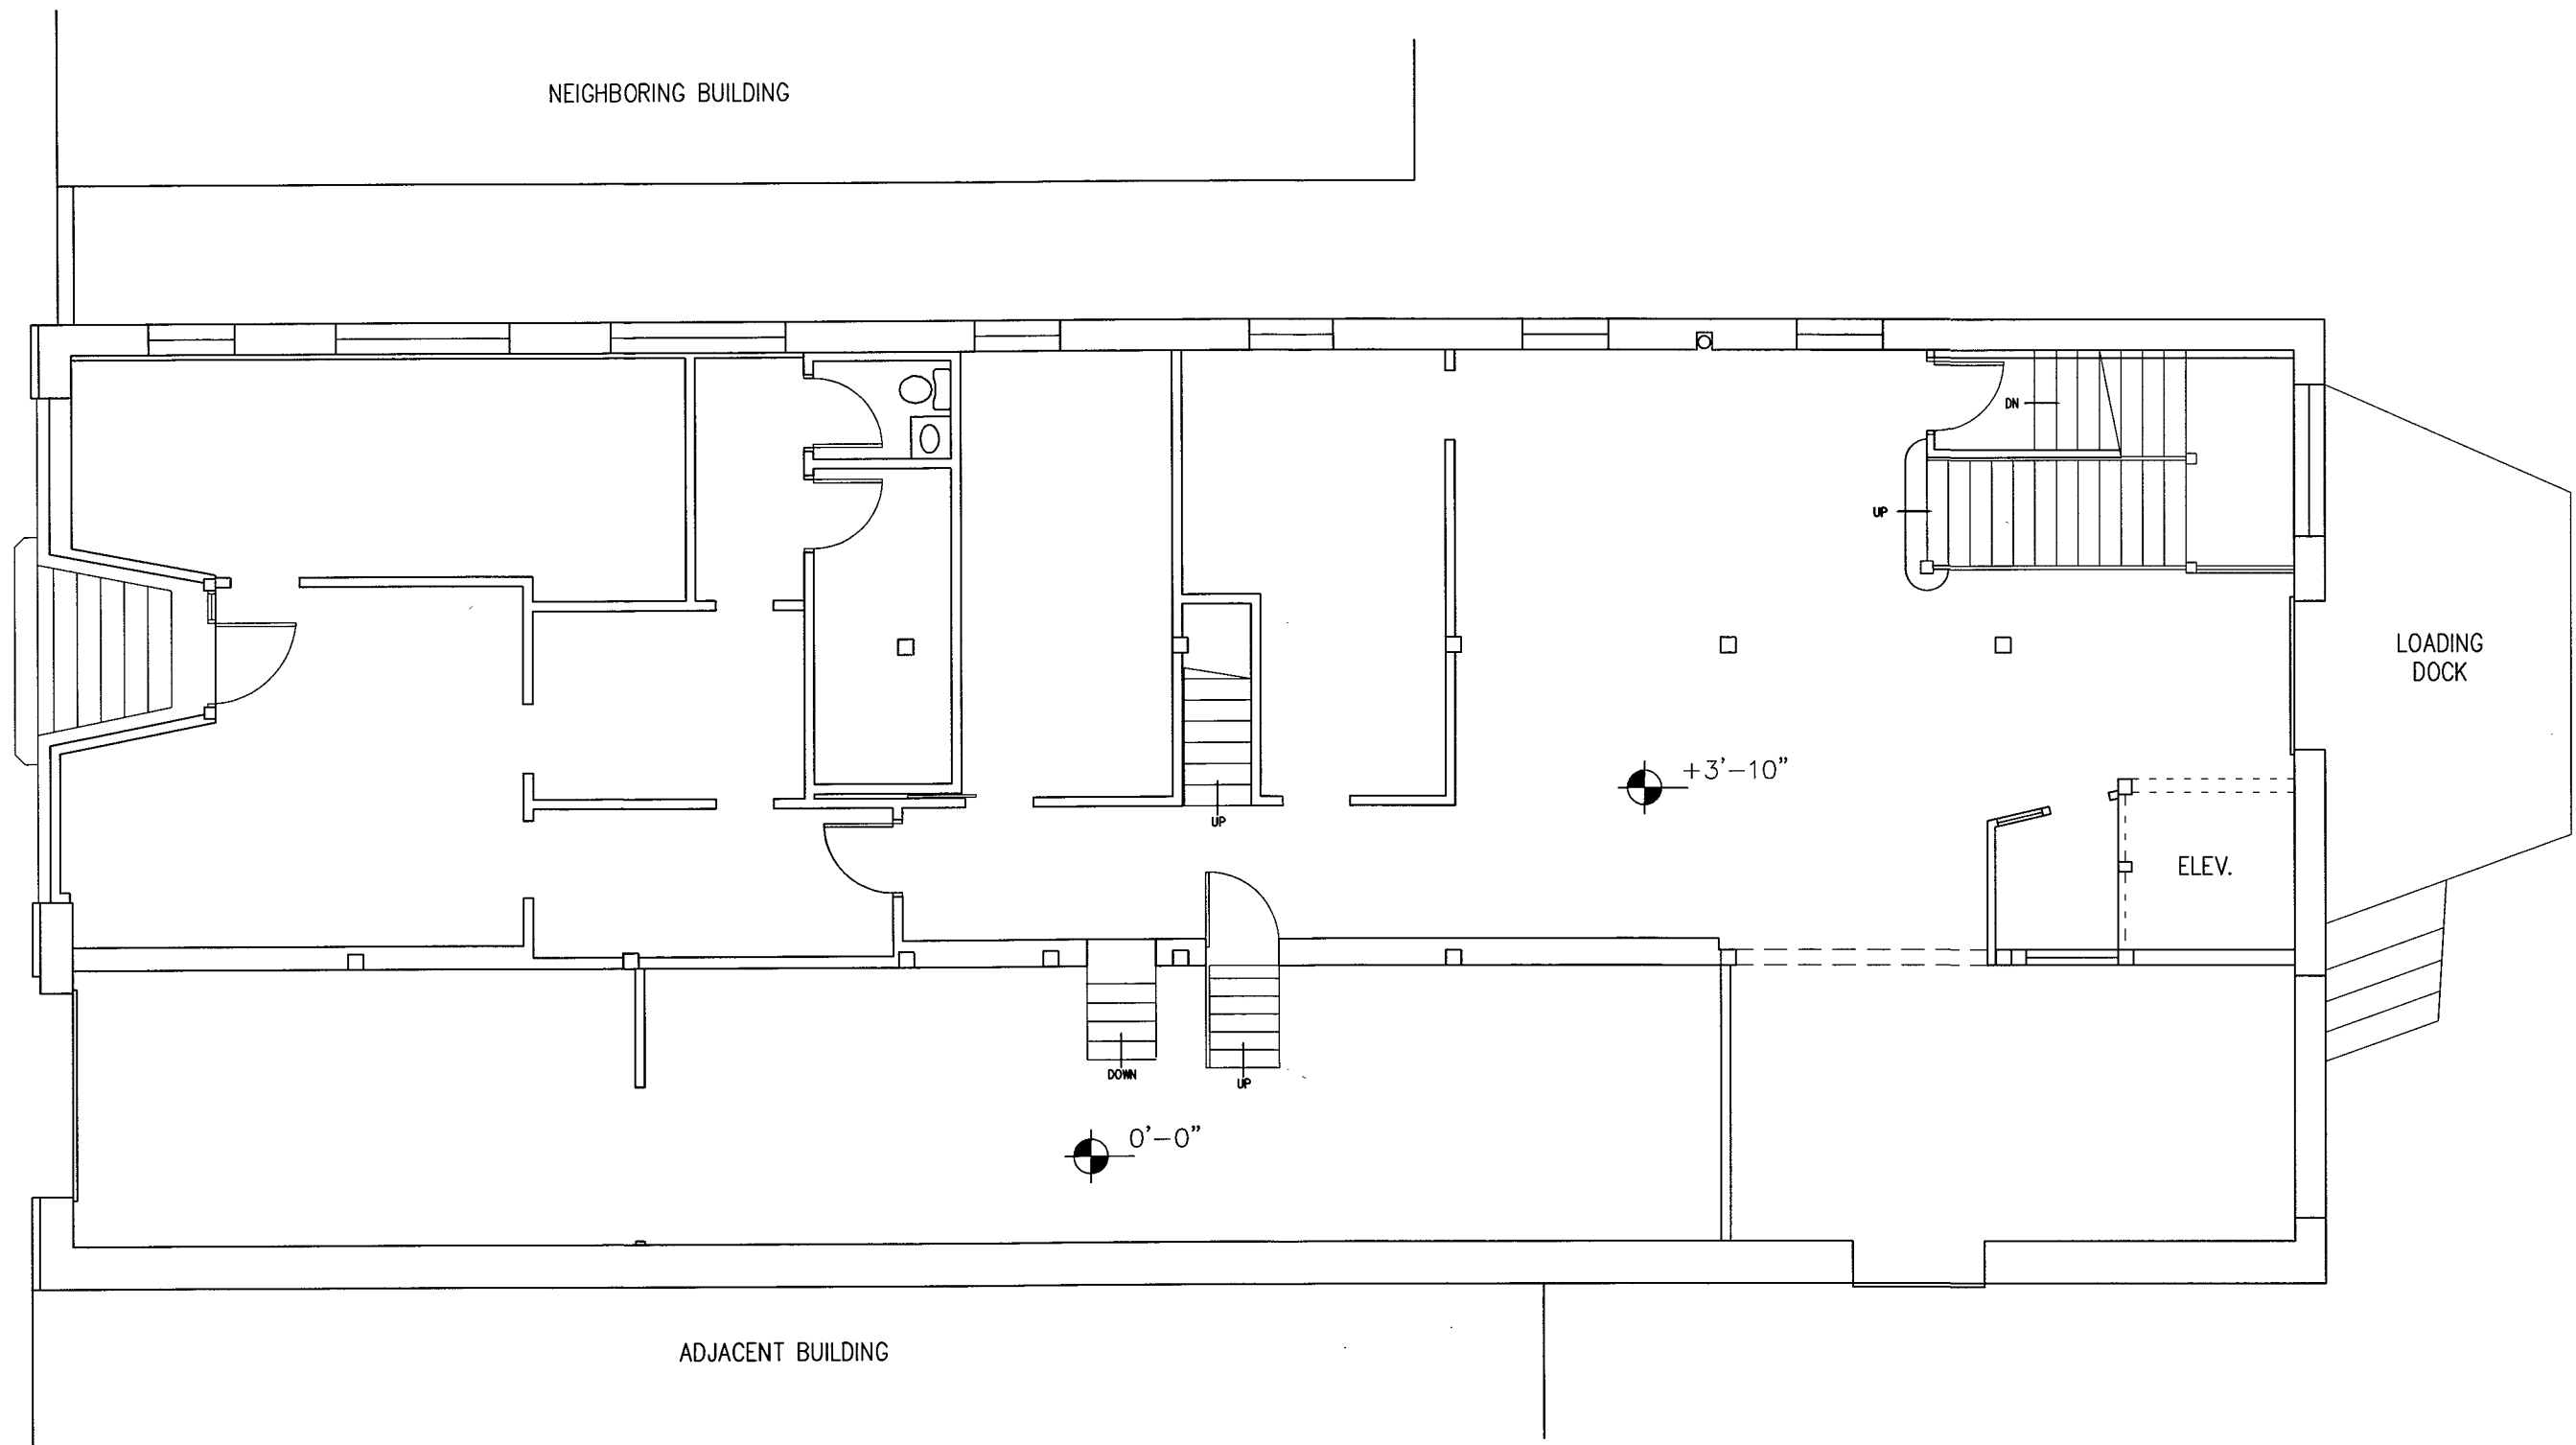 NEIGHBORING BUILDING
DN
UP
LOADING
DOCK
+3'-10"
UP
ELEV.
DOWN
UP
0'-0"
ADJACENT BUILDING